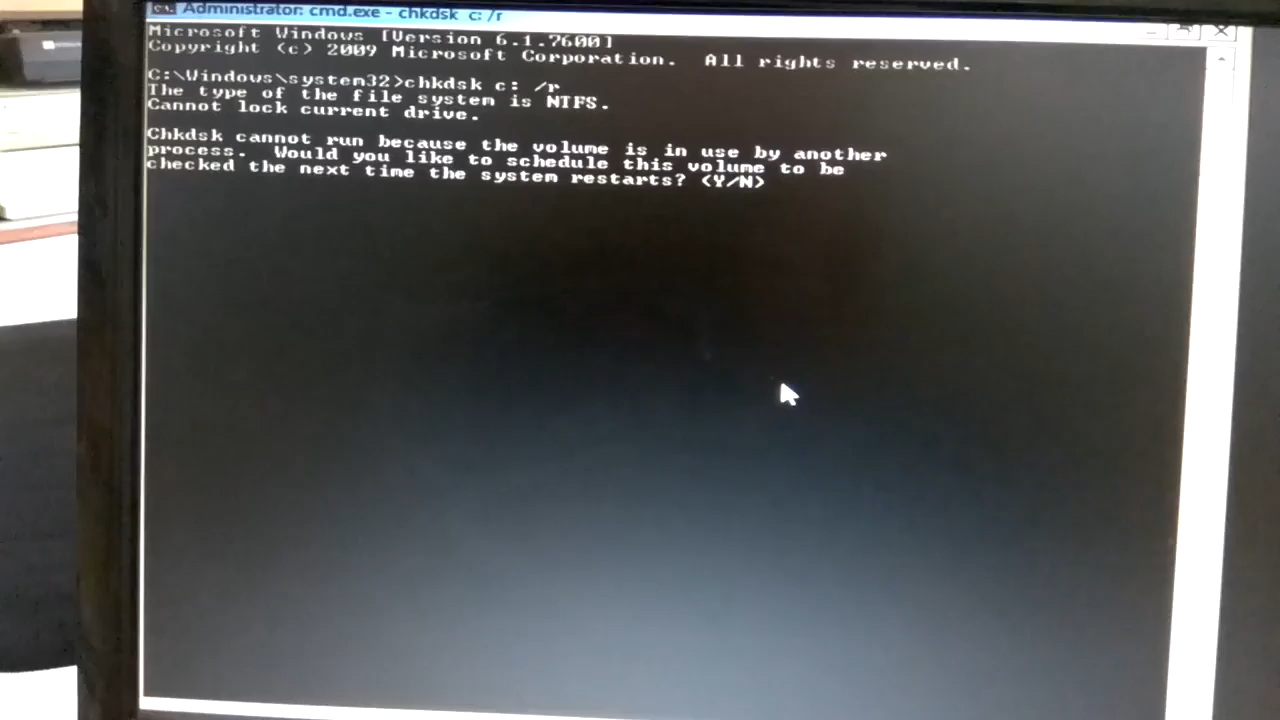 Administrator: cmd.exe - chkdsk c: /r
Microsoft Windows [Version 6.1.7600]
Copyright (c) 2009 Microsoft Corporation. All rights reserved.
C:\Windows\system32>chkdsk c: /r
The type of the file system is NTFS.
Cannot lock current drive.
Chkdsk cannot run because the volume is in use by another
process. Would you like to schedule this volume to be
checked the next time the system restarts? (Y/N)